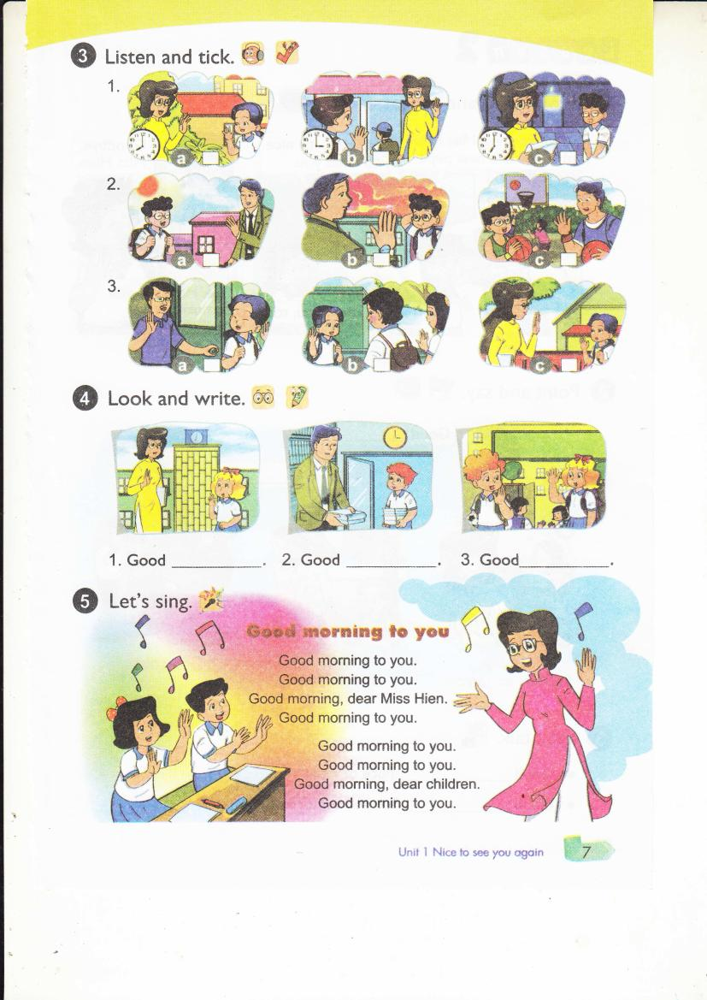 3 Listen and tick.
1.
a b c
2.
a b c
3.
a b c
4 Look and write.
1. Good __________. 2. Good __________. 3. Good__________.
5 Let's sing.
Good morning to you
Good morning to you.
Good morning to you.
Good morning, dear Miss Hien.
Good morning to you.
Good morning to you.
Good morning to you.
Good morning, dear children.
Good morning to you.
Unit 1 Nice to see you again 7